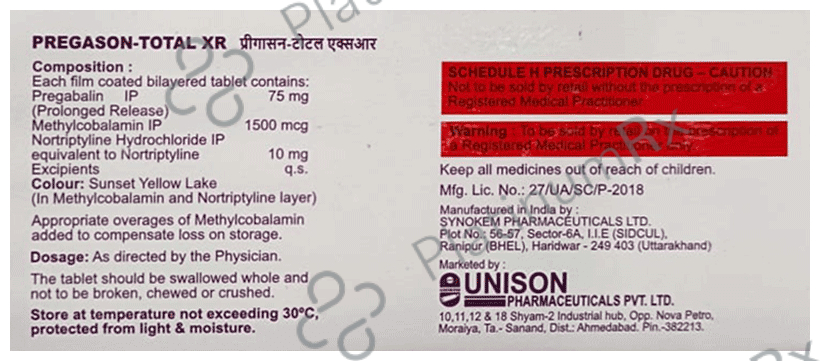 PREGASON-TOTAL XR प्रीगासन-टोटल एक्सआर
Composition :
Each film coated bilayered tablet contains:
Pregabalin IP 75 mg
(Prolonged Release)
Methylcobalamin IP 1500 mcg
Nortriptyline Hydrochloride IP
equivalent to Nortriptyline 10 mg
Excipients q.s.
Colour: Sunset Yellow Lake
(In Methylcobalamin and Nortriptyline layer)
Appropriate overages of Methylcobalamin
added to compensate loss on storage.
Dosage: As directed by the Physician.
The tablet should be swallowed whole and
not to be broken, chewed or crushed.
Store at temperature not exceeding 30ºC,
protected from light & moisture.
SCHEDULE H PRESCRIPTION DRUG – CAUTION
Not to be sold by retail without the prescription of a
Registered Medical Practitioner
Warning : To be sold by retail on the prescription of
a Registered Medical Practitioner only.
Keep all medicines out of reach of children.
Mfg. Lic. No.: 27/UA/SC/P-2018
Manufactured in India by :
SYNOKEM PHARMACEUTICALS LTD.
Plot No.: 56-57, Sector-6A, I.I.E (SIDCUL),
Ranipur (BHEL), Haridwar - 249 403 (Uttarakhand)
Marketed by :
UNISON
PHARMACEUTICALS PVT. LTD.
10,11,12 & 18 Shyam-2 Industrial hub, Opp. Nova Petro,
Moraiya, Ta.- Sanand, Dist.: Ahmedabad. Pin.-382213.
PlatinumRx